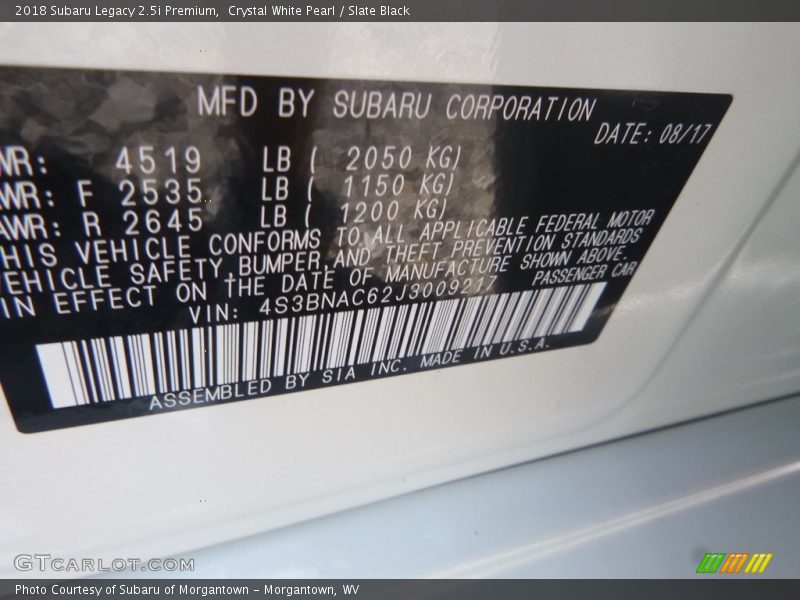 2018 Subaru Legacy 2.5i Premium, Crystal White Pearl / Slate Black
MFD BY SUBARU CORPORATION
DATE: 08/17
WR: 4519 LB ( 2050 KG)
AWR: F 2535 LB ( 1150 KG)
AWR: R 2645 LB ( 1200 KG)
HIS VEHICLE CONFORMS TO ALL APPLICABLE FEDERAL MOTOR
VEHICLE SAFETY, BUMPER, AND THEFT PREVENTION STANDARDS
IN EFFECT ON THE DATE OF MANUFACTURE SHOWN ABOVE.
VIN: 4S3BNAC62J3009217 PASSENGER CAR
ASSEMBLED BY SIA INC. MADE IN U.S.A.
GTCARLOT.COM
Photo Courtesy of Subaru of Morgantown - Morgantown, WV